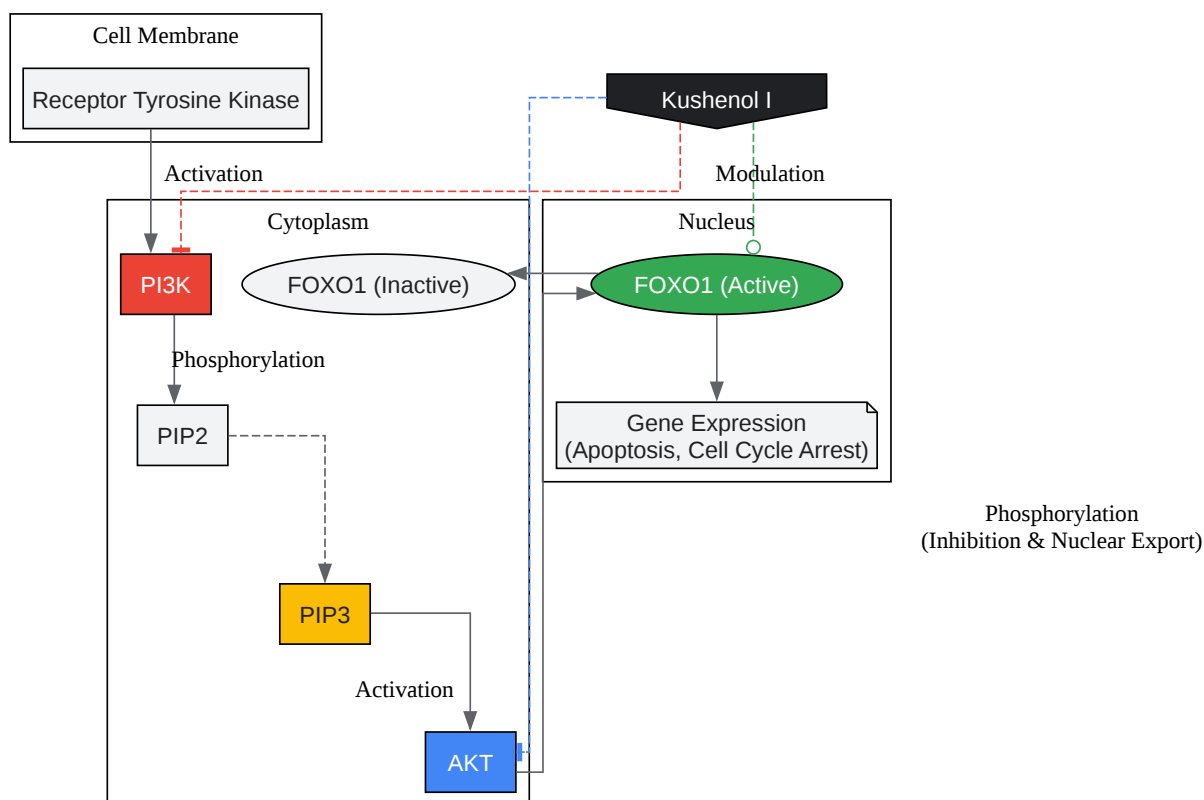 Cell Membrane
Receptor Tyrosine Kinase
Kushenol I
Activation
Modulation
Cytoplasm
Nucleus
PI3K
FOXO1 (Inactive)
FOXO1 (Active)
Phosphorylation
PIP2
Gene Expression
(Apoptosis, Cell Cycle Arrest)
Phosphorylation
(Inhibition & Nuclear Export)
PIP3
Activation
AKT